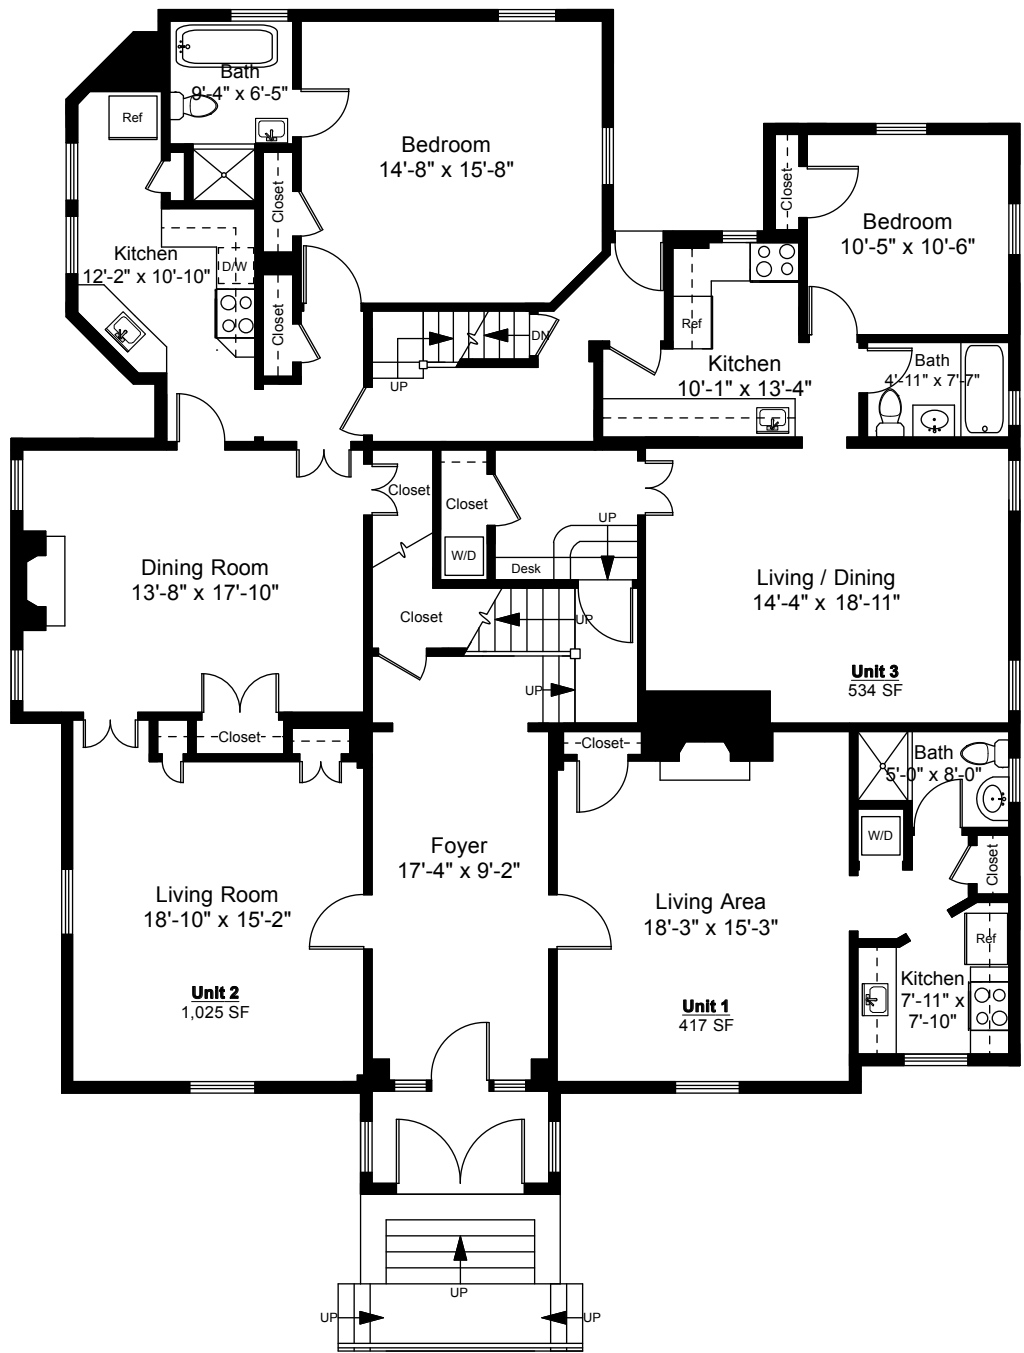 Bath
9'-4" x 6'-5"
Ref
Bedroom
14'-8" x 15'-8"
Closet
Closet
Bedroom
10'-5" x 10'-6"
Kitchen
12'-2" x 10'-10"
D/W
Closet
Ref
DN
UP
Kitchen
10'-1" x 13'-4"
Bath
4'-11" x 7'-7"
Closet
Closet
UP
W/D
Desk
Dining Room
13'-8" x 17'-10"
Living / Dining
14'-4" x 18'-11"
Closet
UP
Unit 3
534 SF
UP
Closet
Closet
Bath
5'-0" x 8'-0"
W/D
Foyer
17'-4" x 9'-2"
Closet
Living Room
18'-10" x 15'-2"
Living Area
18'-3" x 15'-3"
Ref
Kitchen
7'-11" x
7'-10"
Unit 2
1,025 SF
Unit 1
417 SF
UP
UP
UP